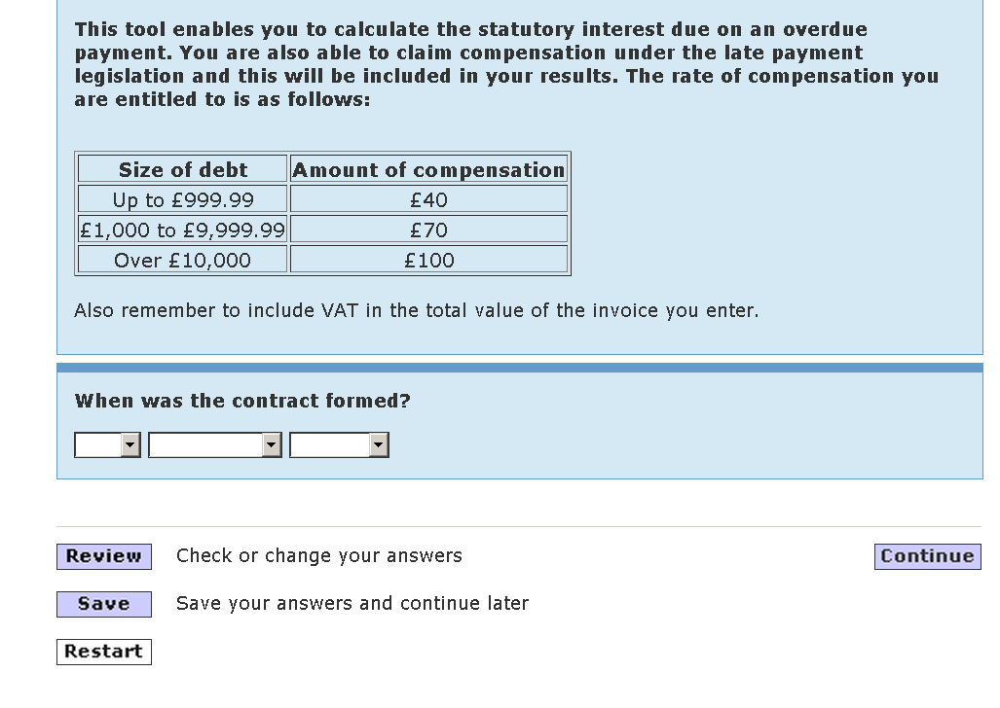 This tool enables you to calculate the statutory interest due on an overdue
payment. You are also able to claim compensation under the late payment
legislation and this will be included in your results. The rate of compensation you
are entitled to is as follows:
Size of debt Amount of compensation
Up to £999.99 £40
£1,000 to £9,999.99 £70
Over £10,000 £100
Also remember to include VAT in the total value of the invoice you enter.
When was the contract formed?
Review Check or change your answers Continue
Save Save your answers and continue later
Restart